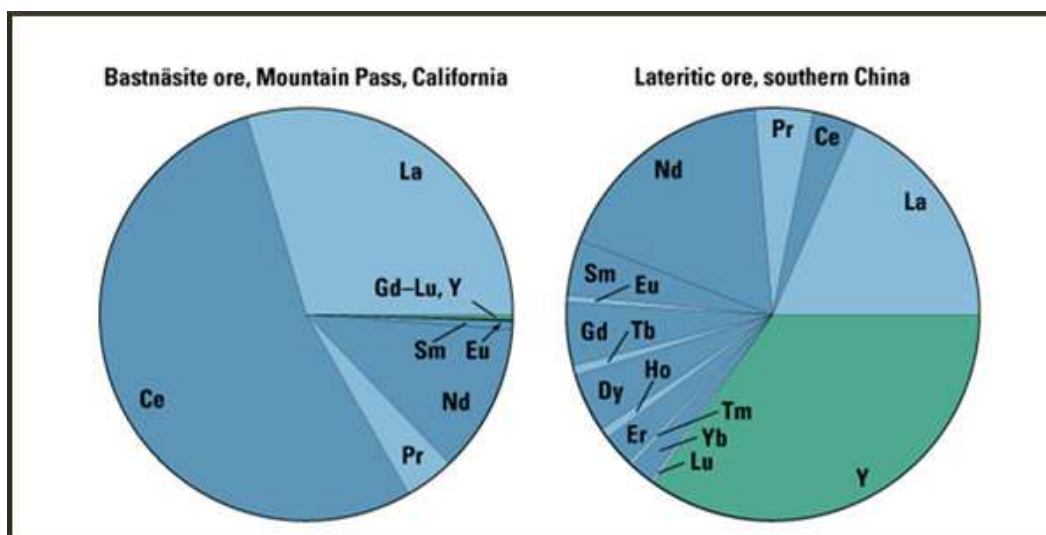 Bastnäsite ore, Mountain Pass, California
La
Gd–Lu, Y
Sm
Eu
Nd
Pr
Ce
Lateritic ore, southern China
Pr
Ce
La
Nd
Sm
Eu
Gd
Tb
Dy
Ho
Er
Tm
Yb
Lu
Y